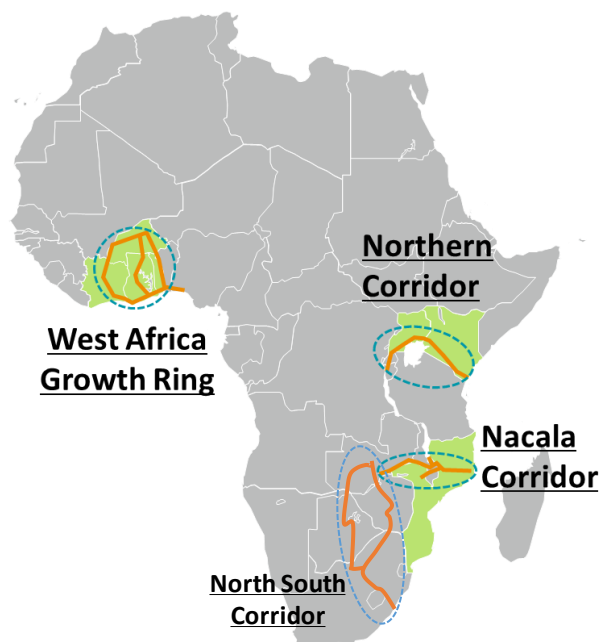 Northern
Corridor
West Africa
Growth Ring
Nacala
Corridor
North South
Corridor